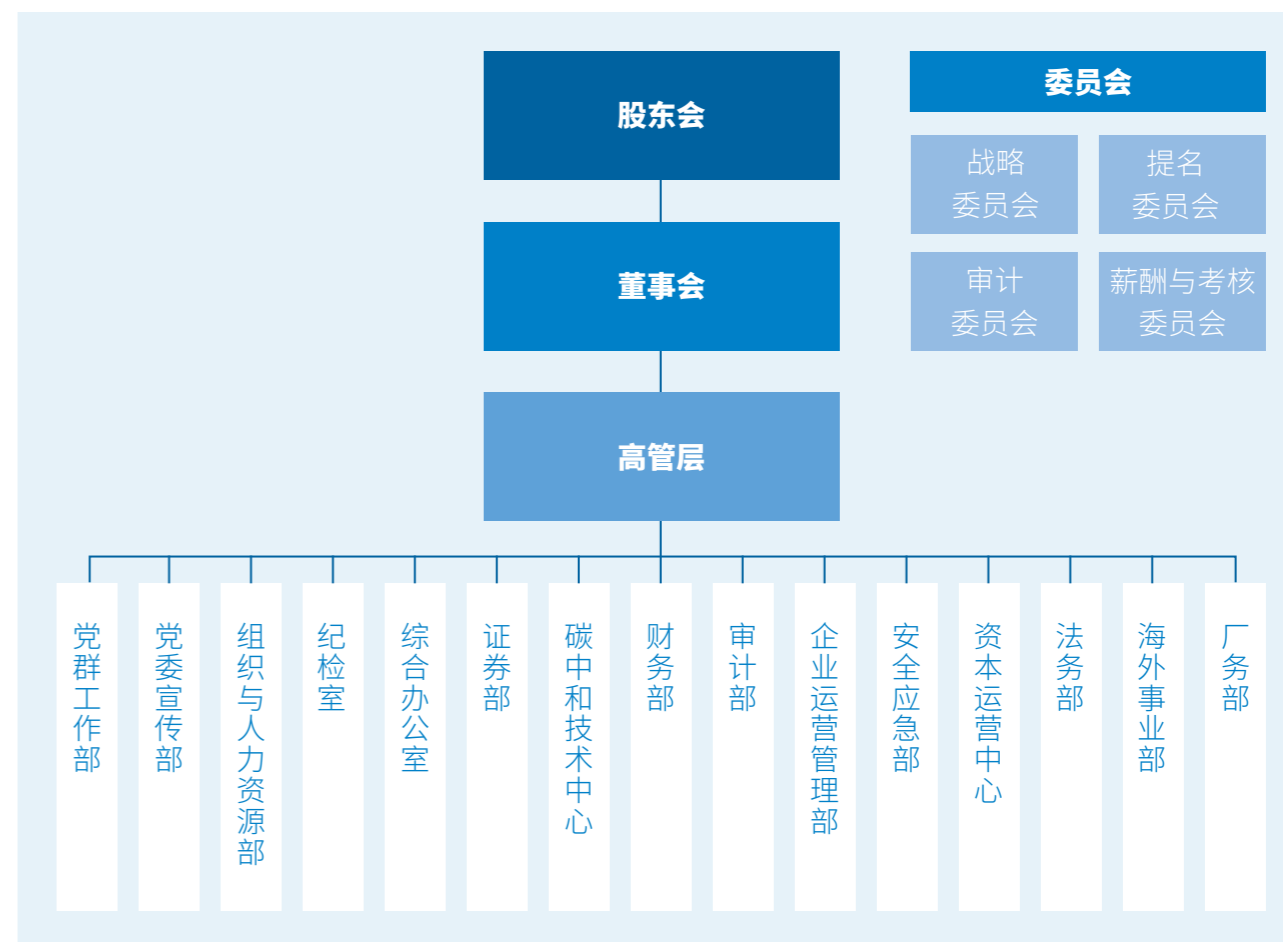 股东会
董事会
高管层
委员会
战略
委员会
提名
委员会
审计
委员会
薪酬与考核
委员会
党群工作部
党委宣传部
组织与人力资源部
纪检室
综合办公室
证券部
碳中和技术中心
财务部
审计部
企业运营管理部
安全应急部
资本运营中心
法务部
海外事业部
厂务部